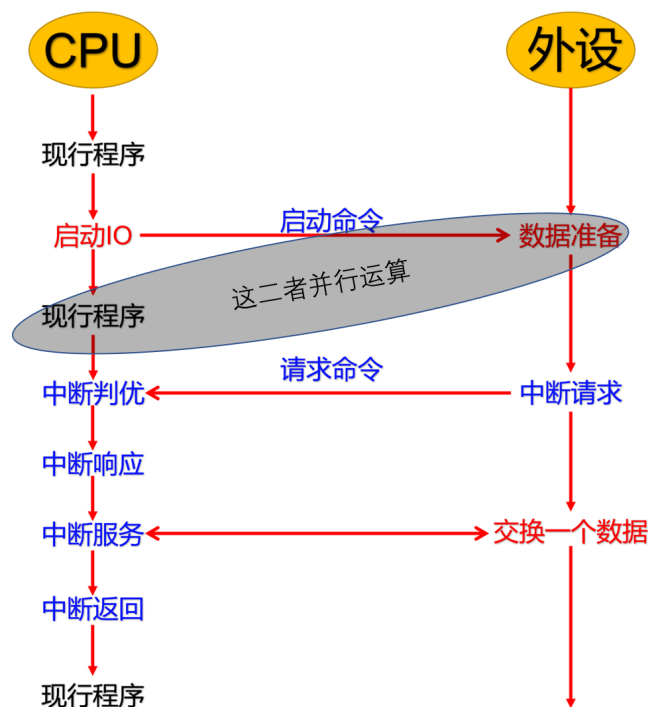 CPU
外设
现行程序
启动IO
启动命令
数据准备
这二者并行运算
现行程序
请求命令
中断判优
中断请求
中断响应
中断服务
交换一个数据
中断返回
现行程序